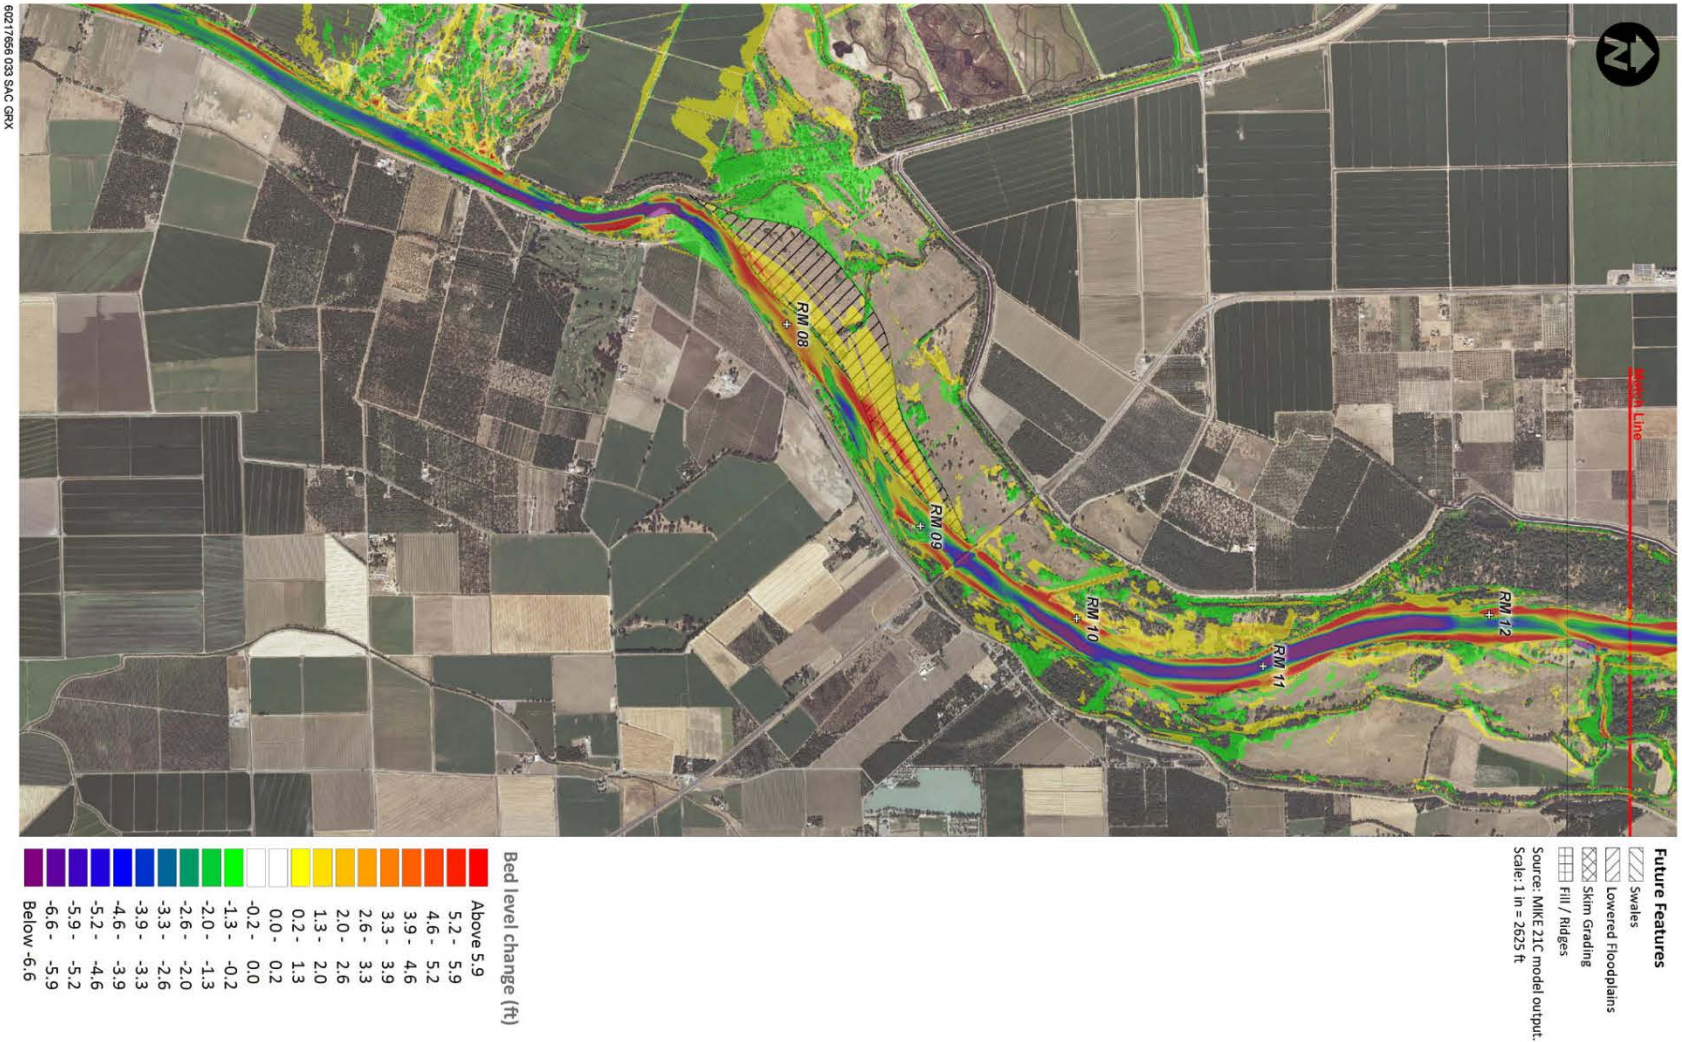 60217656 033 SAC GRX
N
Match Line
RM 08
RM 09
RM 10
RM 11
RM 12
Bed level change (ft)
Above 5.9
5.2 - 5.9
4.6 - 5.2
3.9 - 4.6
3.3 - 3.9
2.6 - 3.3
2.0 - 2.6
1.3 - 2.0
0.2 - 1.3
0.0 - 0.2
-0.2 - 0.0
-1.3 - -0.2
-2.0 - -1.3
-2.6 - -2.0
-3.3 - -2.6
-3.9 - -3.3
-4.6 - -3.9
-5.2 - -4.6
-5.9 - -5.2
-6.6 - -5.9
Below -6.6
Future Features
Swales
Lowered Floodplains
Skim Grading
Fill / Ridges
Source: MIKE 21C model output.
Scale: 1 in = 2625 ft